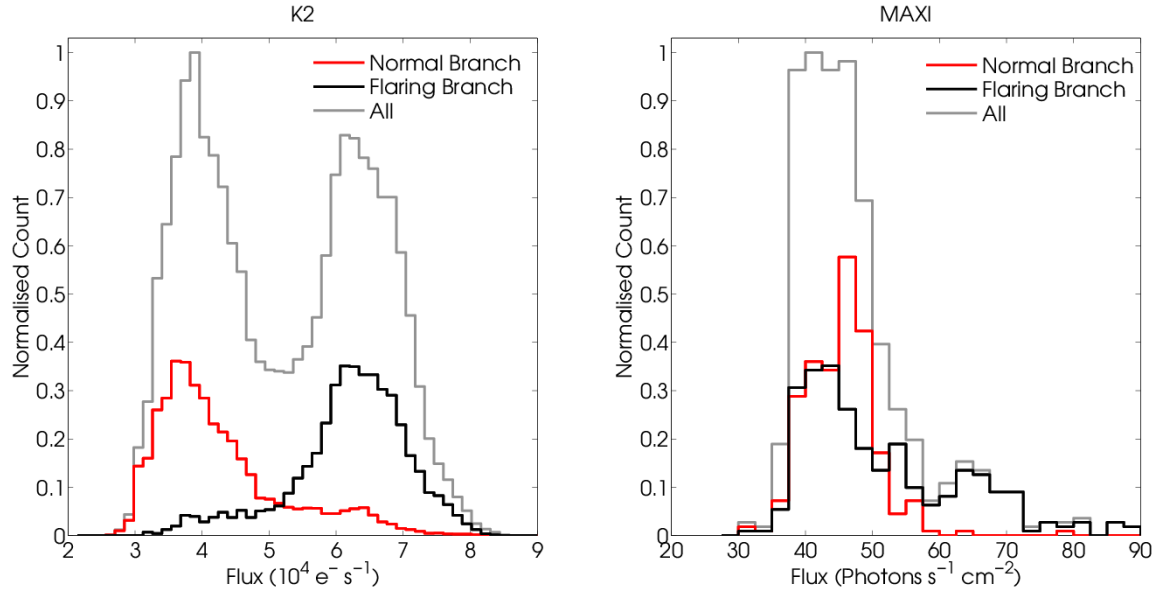 K2
Normal Branch
Flaring Branch
All
Normalised Count
1
0.9
0.8
0.7
0.6
0.5
0.4
0.3
0.2
0.1
0
2 3 4 5 6 7 8 9
Flux (10⁴ e⁻ s⁻¹)
MAXI
Normal Branch
Flaring Branch
All
Normalised Count
1
0.9
0.8
0.7
0.6
0.5
0.4
0.3
0.2
0.1
0
20 30 40 50 60 70 80 90
Flux (Photons s⁻¹ cm⁻²)